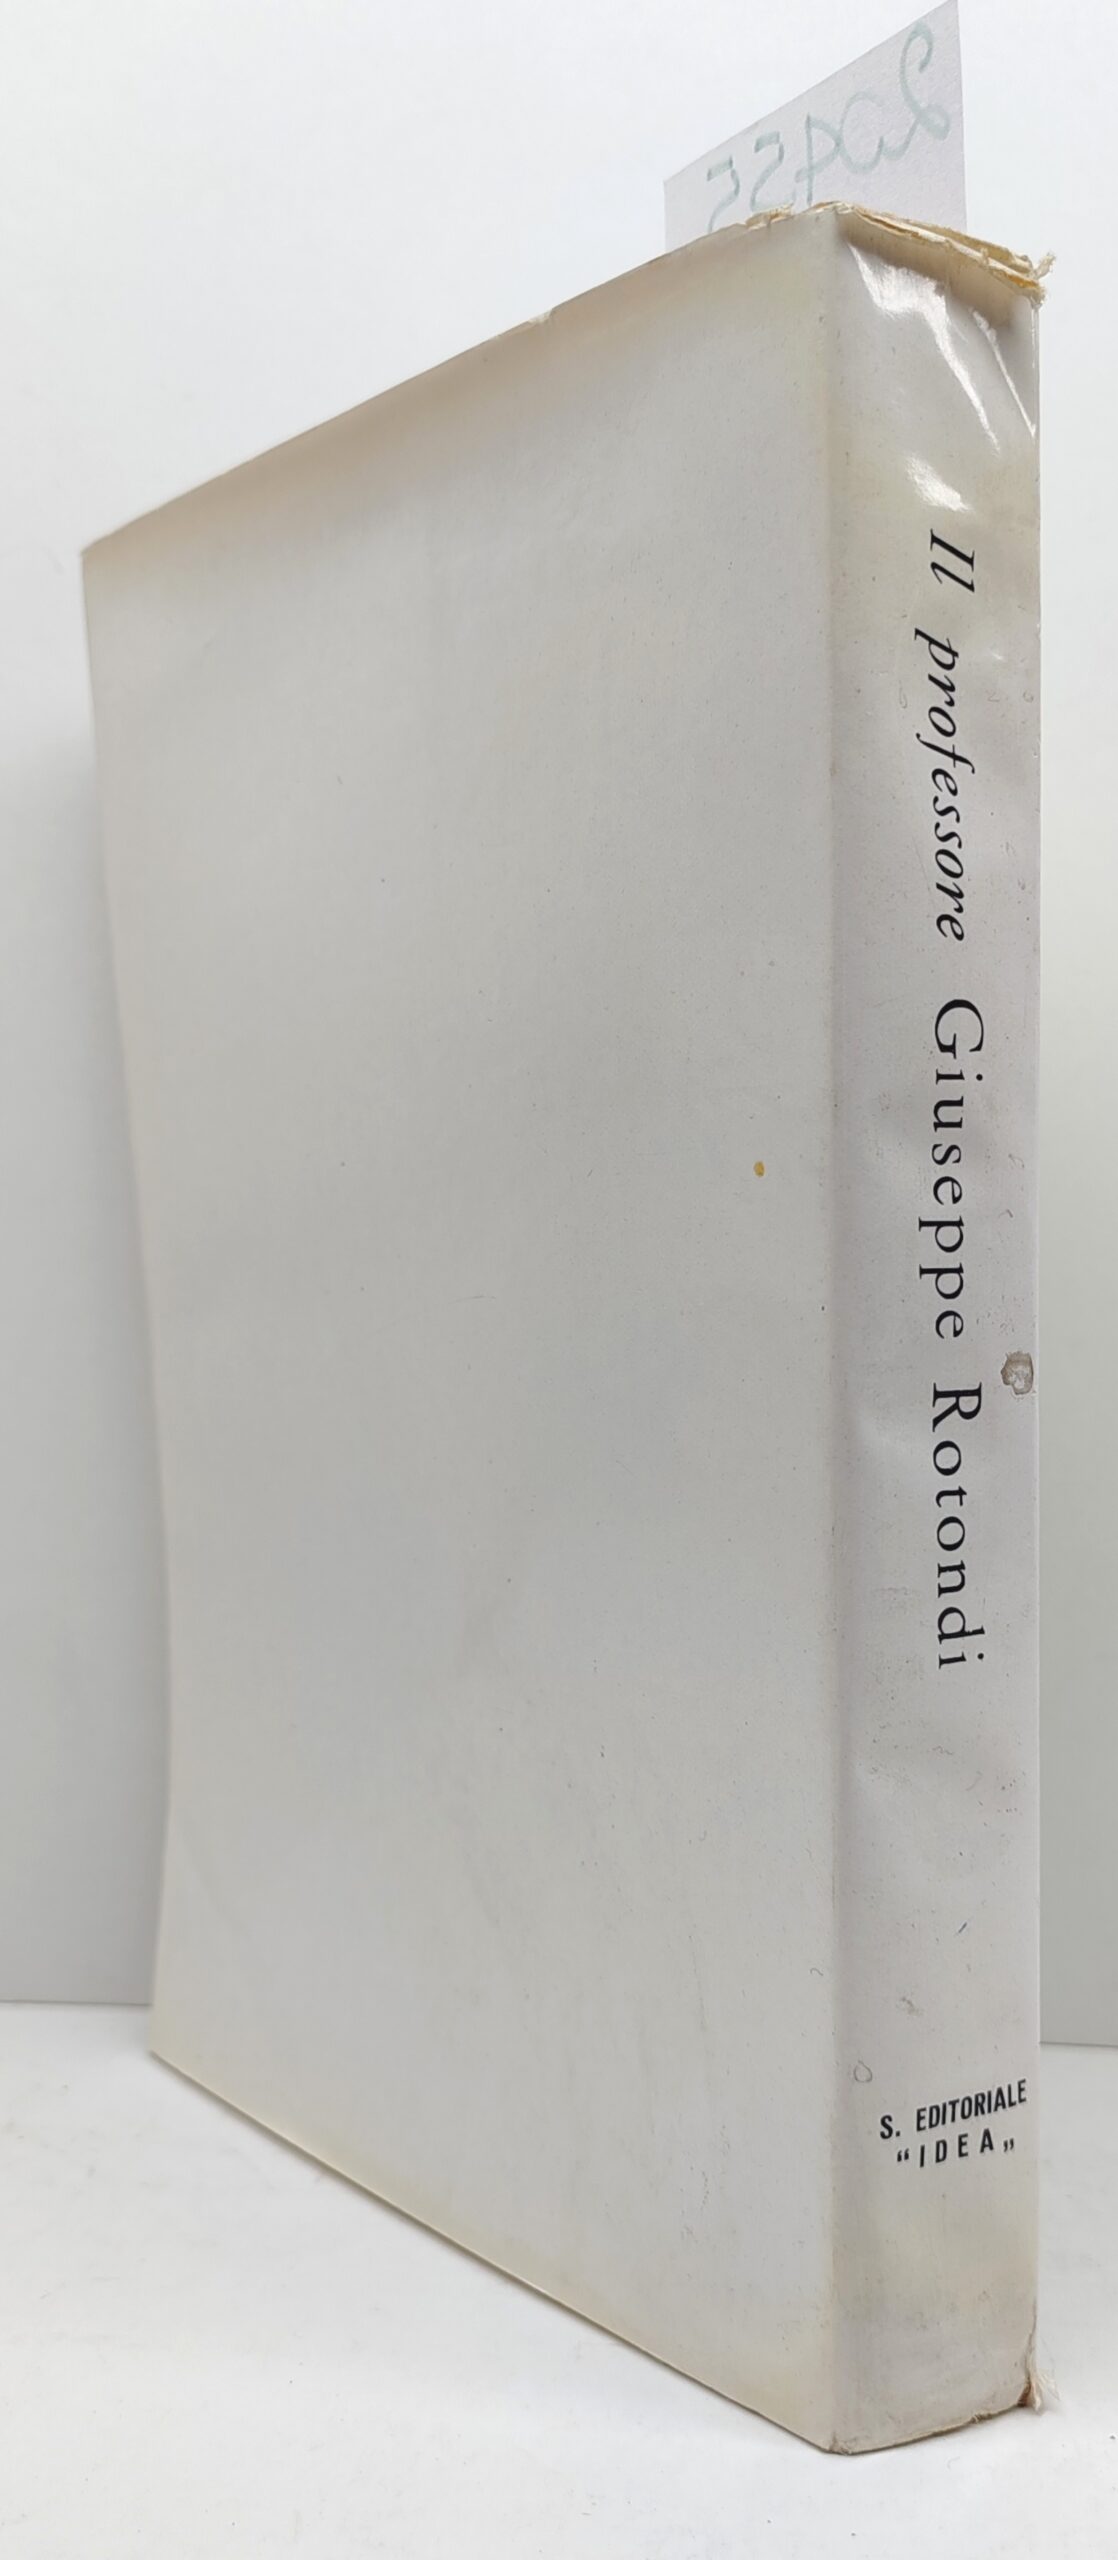 Il professore Giuseppe Rotondi
S. EDITORIALE
“IDEA„